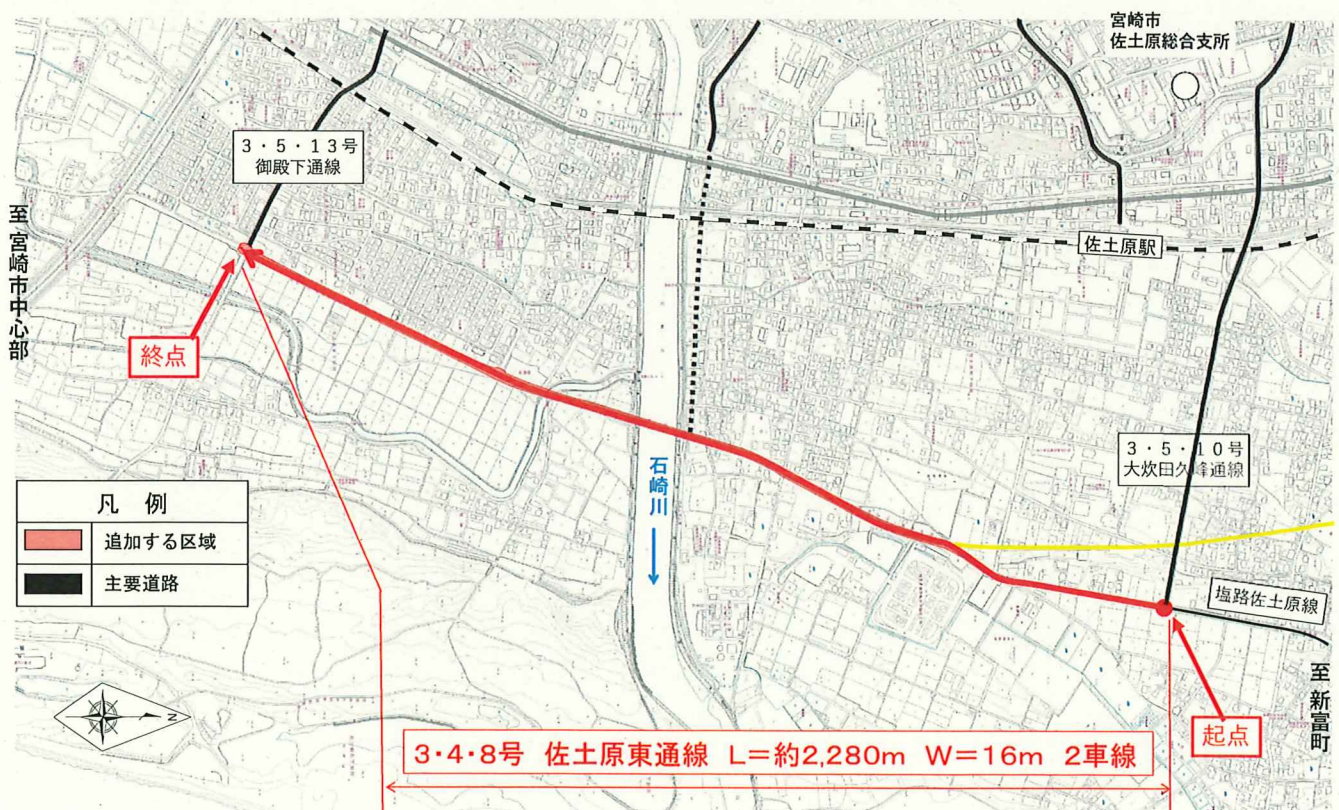 宮崎市
佐土原総合支所
3・5・13号
御殿下通線
至 宮崎市中心部
佐土原駅
終点
3・5・10号
大炊田久峰通線
石崎川
凡 例
追加する区域
主要道路
塩路佐土原線
至 新富町
N
起点
3・4・8号 佐土原東通線 L=約2,280m W=16m 2車線